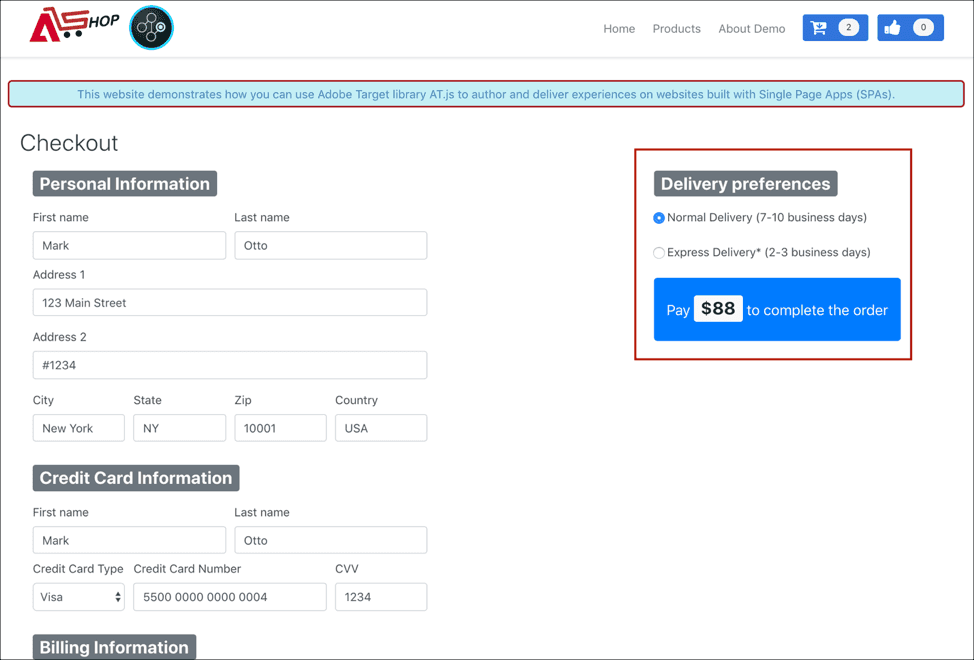 ASHOP
Home Products About Demo 2 0
This website demonstrates how you can use Adobe Target library AT.js to author and deliver experiences on websites built with Single Page Apps (SPAs).
Checkout
Personal Information
First name Last name
Mark Otto
Address 1
123 Main Street
Address 2
#1234
City State Zip Country
New York NY 10001 USA
Credit Card Information
First name Last name
Mark Otto
Credit Card Type Credit Card Number CVV
Visa 5500 0000 0000 0004 1234
Billing Information
Delivery preferences
Normal Delivery (7-10 business days)
Express Delivery* (2-3 business days)
Pay $88 to complete the order